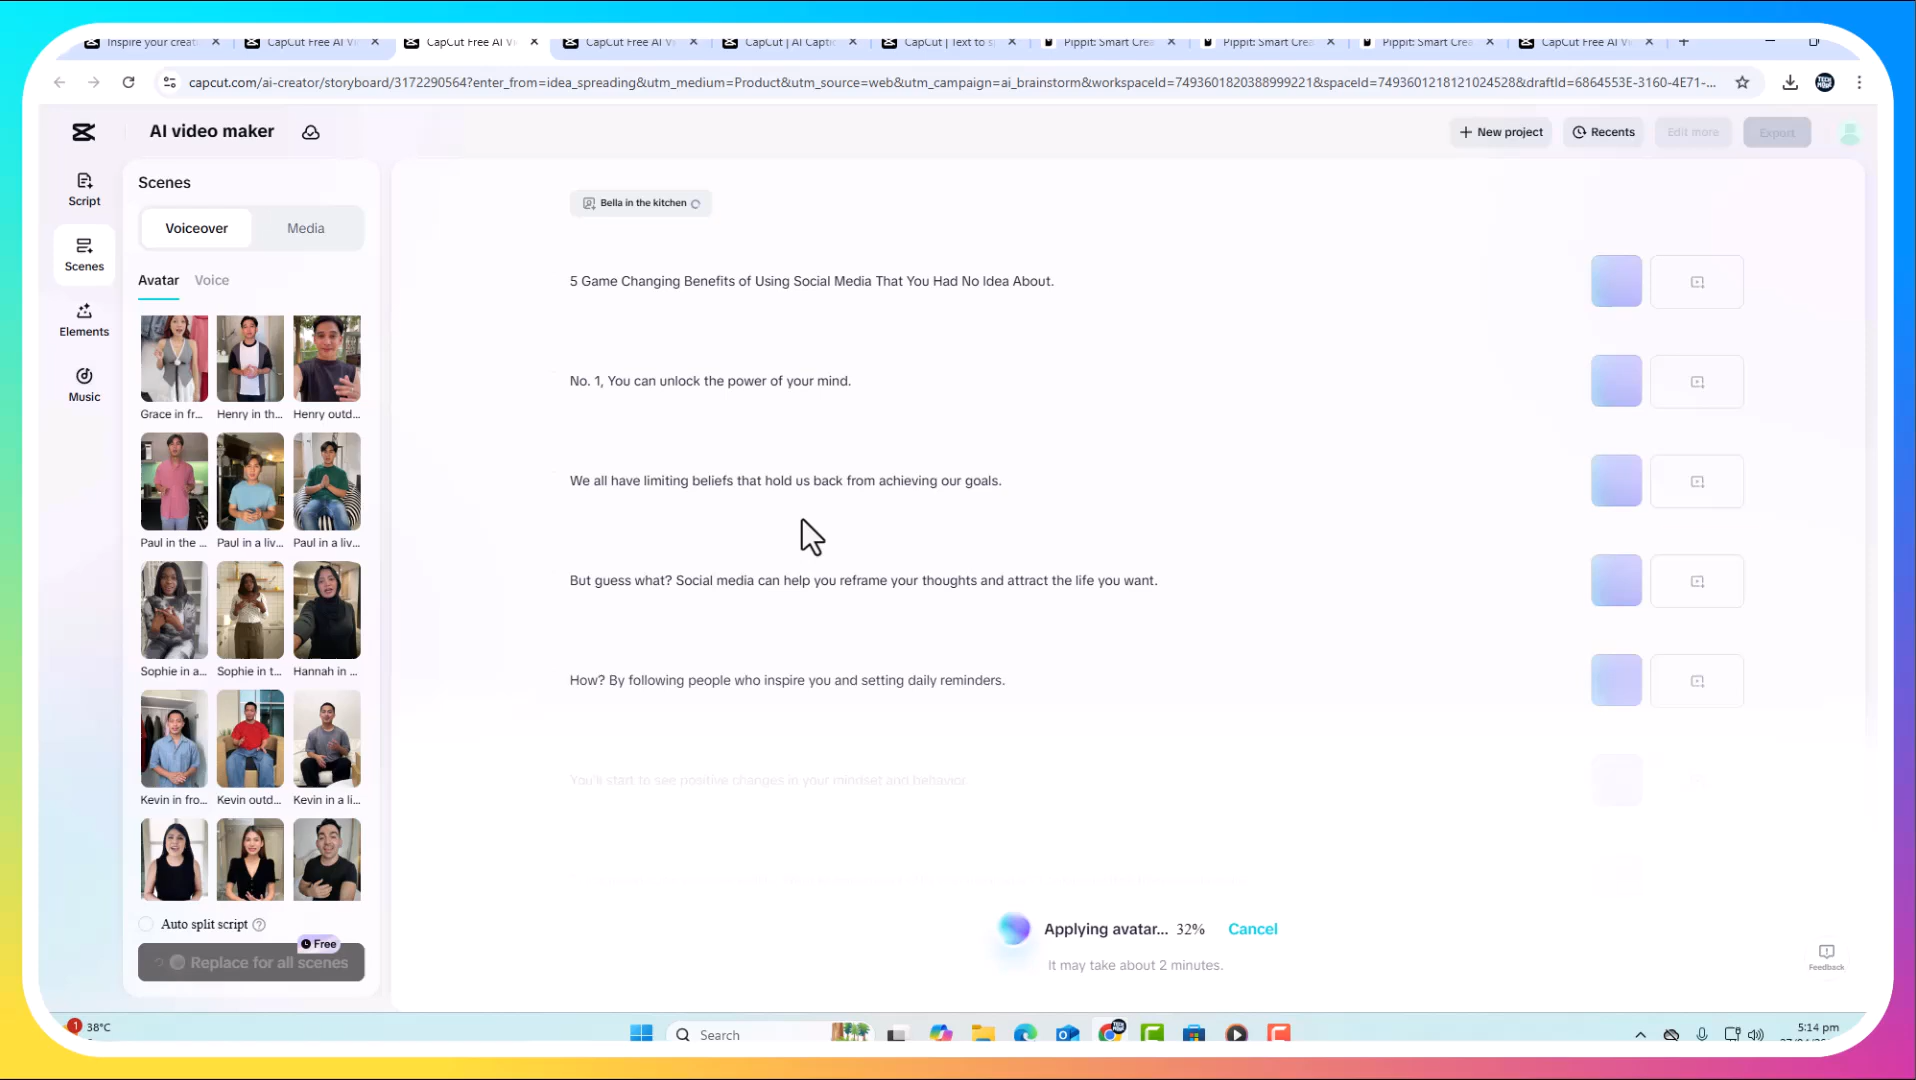 Inspire your creati
CapCut Free AI Vi
CapCut Free AI Vi
CapCut Free AI V
CapCut | AI Captic
CapCut | Text to s
Pippit: Smart Crea
Pippit: Smart Crea
Pippit: Smart Crea
CapCut Free AI V
capcut.com/ai-creator/storyboard/3172290564?enter_from=idea_spreading&utm_medium=Product&utm_source=web&utm_campaign=ai_brainstorm&workspaceId=7493601820388999221&spaceId=7493601218121024528&draftId=6864553E-3160-4E71-...
AI video maker
New project
Recents
Edit more
Export
Script
Scenes
Elements
Music
Scenes
Voiceover
Media
Avatar
Voice
Grace in fr...
Henry in th...
Henry outd...
Paul in the ...
Paul in a liv...
Paul in a liv...
Sophie in a...
Sophie in t...
Hannah in ...
Kevin in fro...
Kevin outd...
Kevin in a li...
Auto split script
Free
Replace for all scenes
Bella in the kitchen
5 Game Changing Benefits of Using Social Media That You Had No Idea About.
No. 1, You can unlock the power of your mind.
We all have limiting beliefs that hold us back from achieving our goals.
But guess what? Social media can help you reframe your thoughts and attract the life you want.
How? By following people who inspire you and setting daily reminders.
You'll start to see positive changes in your mindset and behavior.
Applying avatar... 32% Cancel
It may take about 2 minutes.
Feedback
1
38°C
Search
5:14 pm